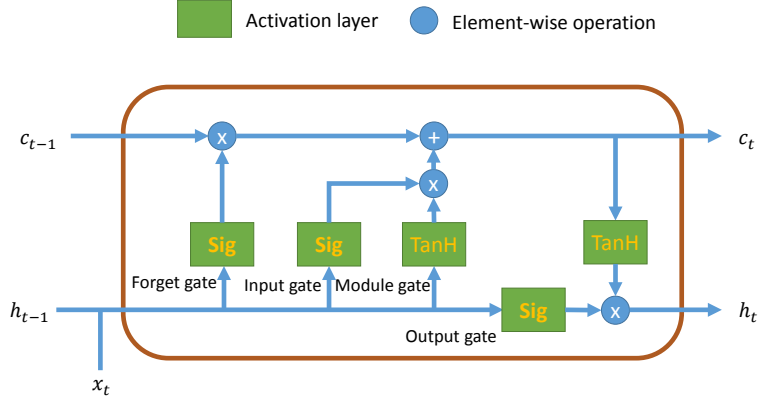 Activation layer
Element-wise operation
c_{t-1}
x
+
c_t
x
Sig
Sig
TanH
TanH
Forget gate
Input gate
Module gate
h_{t-1}
Sig
x
h_t
Output gate
x_t